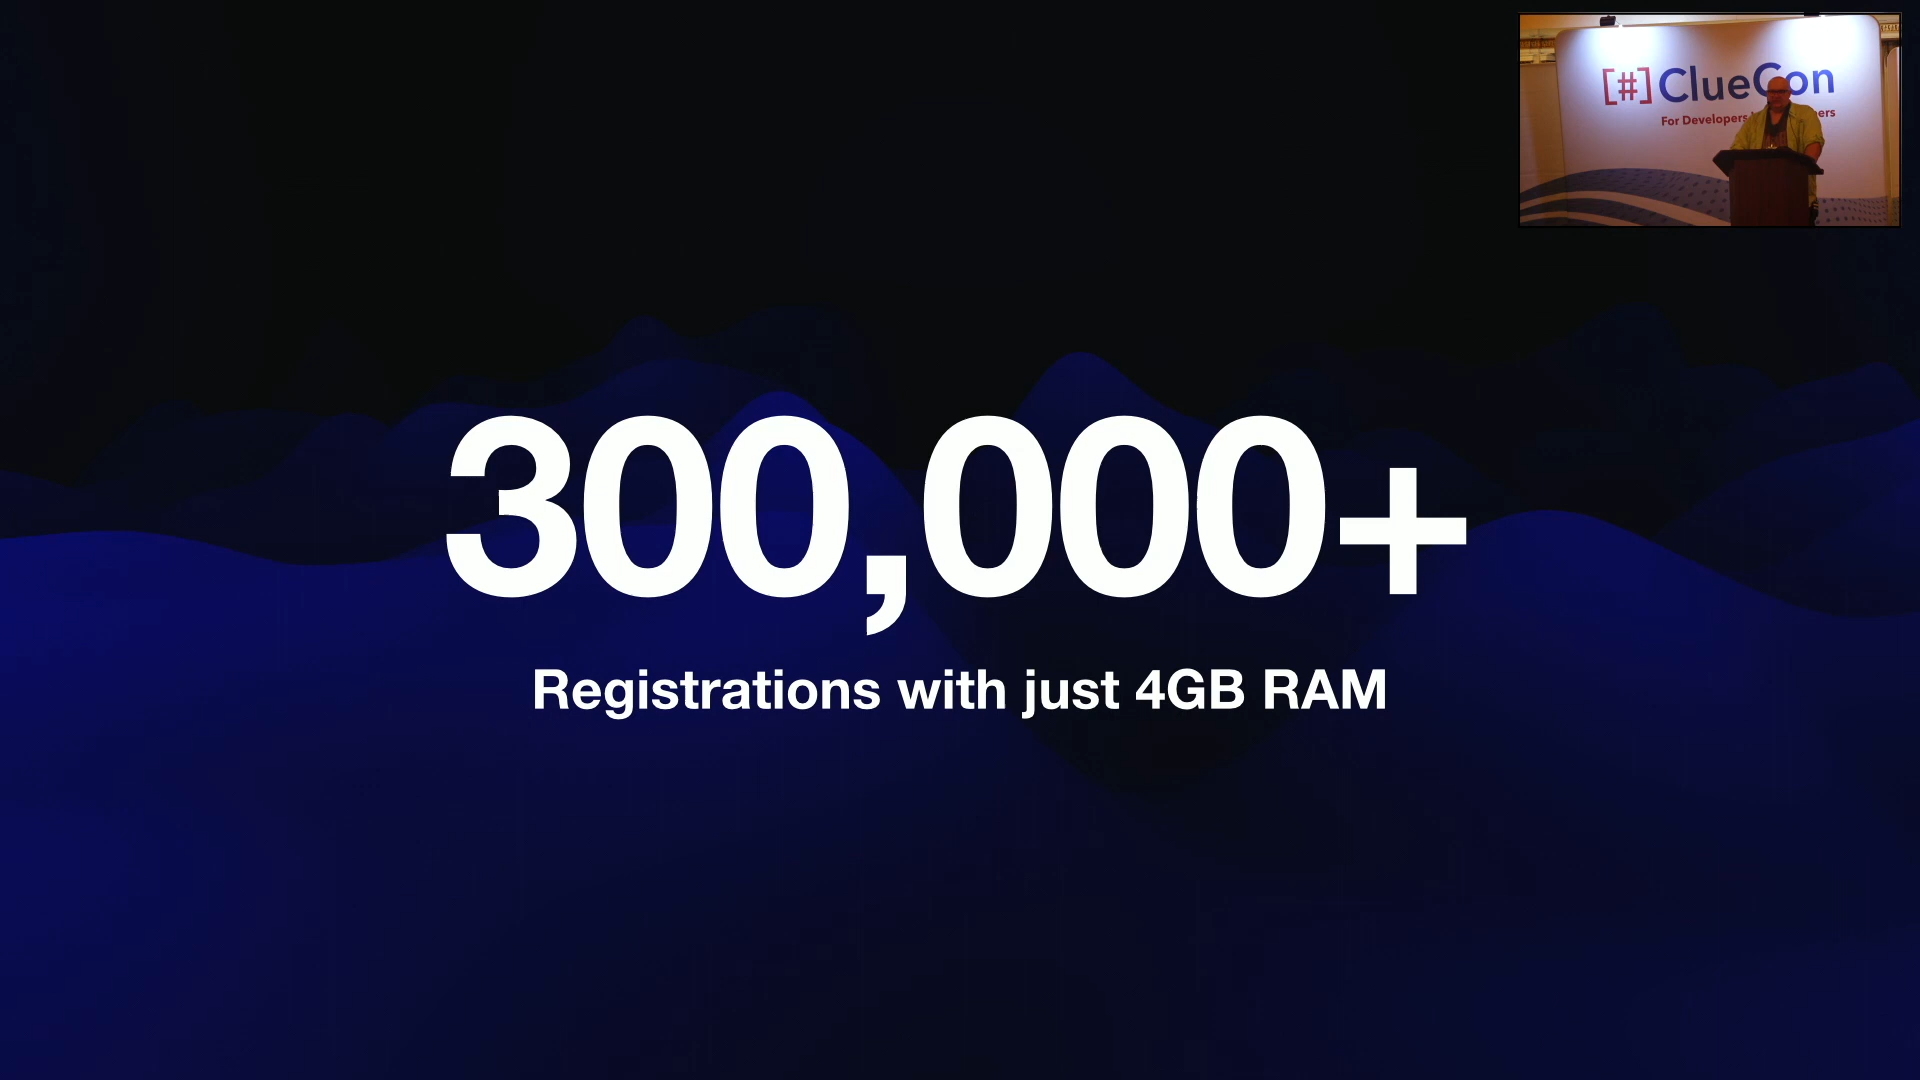 [#] ClueCon
For Developers
300,000+
Registrations with just 4GB RAM